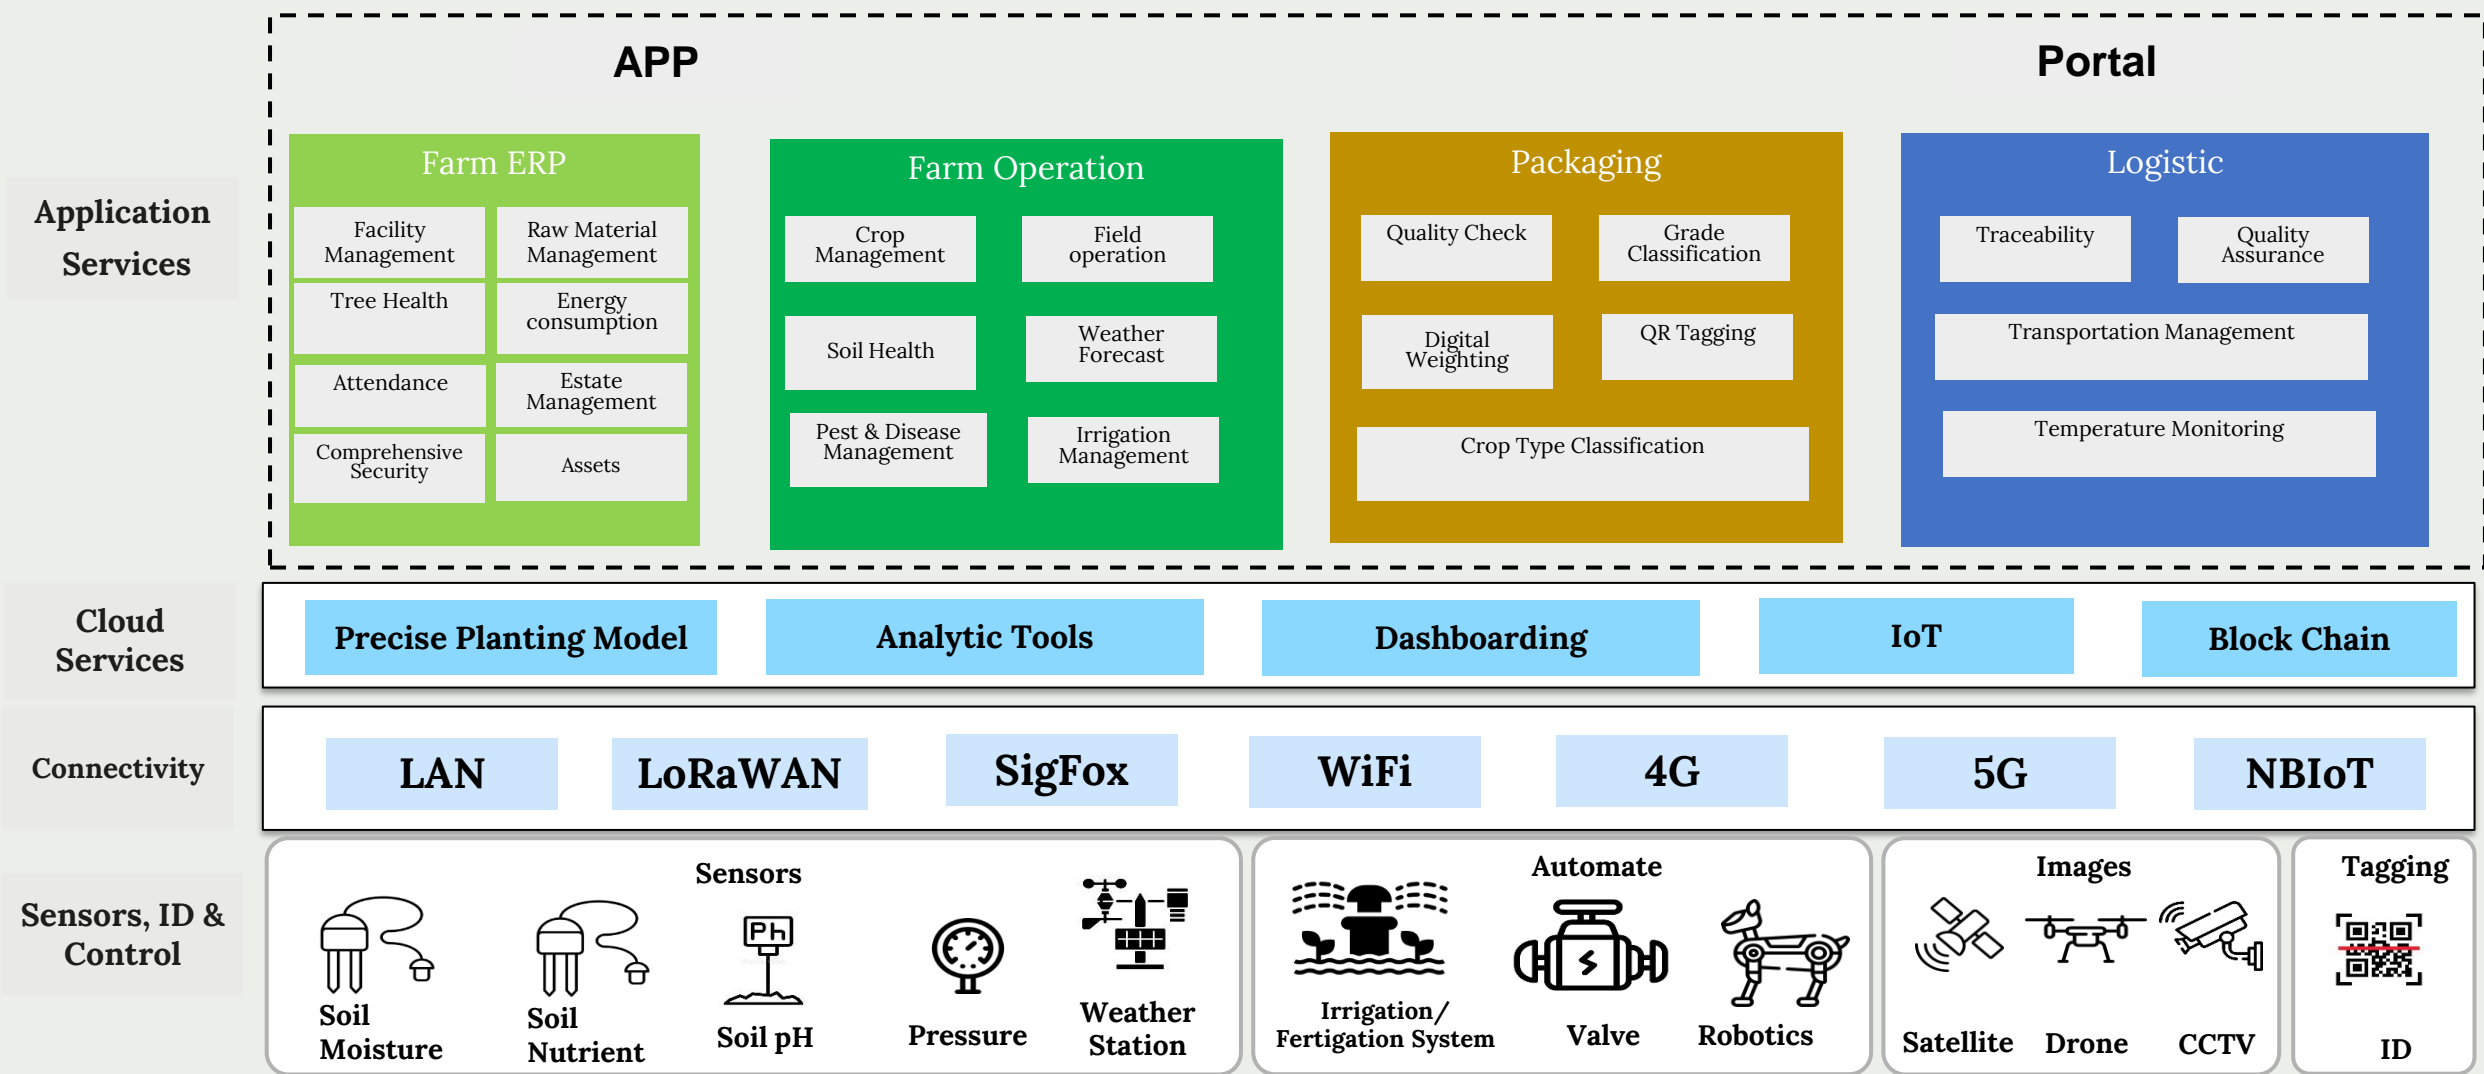 APP
Portal
Application
Services
Farm ERP
Facility
Management
Raw Material
Management
Tree Health
Energy
consumption
Attendance
Estate
Management
Comprehensive
Security
Assets
Farm Operation
Crop
Management
Field
operation
Soil Health
Weather
Forecast
Pest & Disease
Management
Irrigation
Management
Packaging
Quality Check
Grade
Classification
Digital
Weighting
QR Tagging
Crop Type Classification
Logistic
Traceability
Quality
Assurance
Transportation Management
Temperature Monitoring
Cloud
Services
Precise Planting Model
Analytic Tools
Dashboarding
IoT
Block Chain
Connectivity
LAN
LoRaWAN
SigFox
WiFi
4G
5G
NBIoT
Sensors, ID &
Control
Sensors
Soil
Moisture
Soil
Nutrient
Ph
Soil pH
Pressure
Weather
Station
Automate
Irrigation/
Fertigation System
Valve
Robotics
Images
Satellite
Drone
CCTV
Tagging
ID